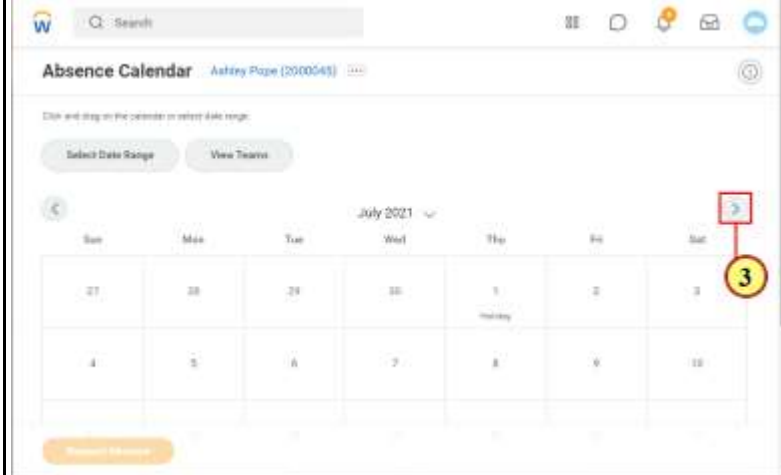 W Search
Absence Calendar Ashley Pope (2000045)
Click and drag on the calendar or select date range.
Select Date Range View Teams
July 2021
Sun Mon Tue Wed Thu Fri Sat
27 28 29 30 1 2 3
Holiday
3
4 5 6 7 8 9 10
Request Absence